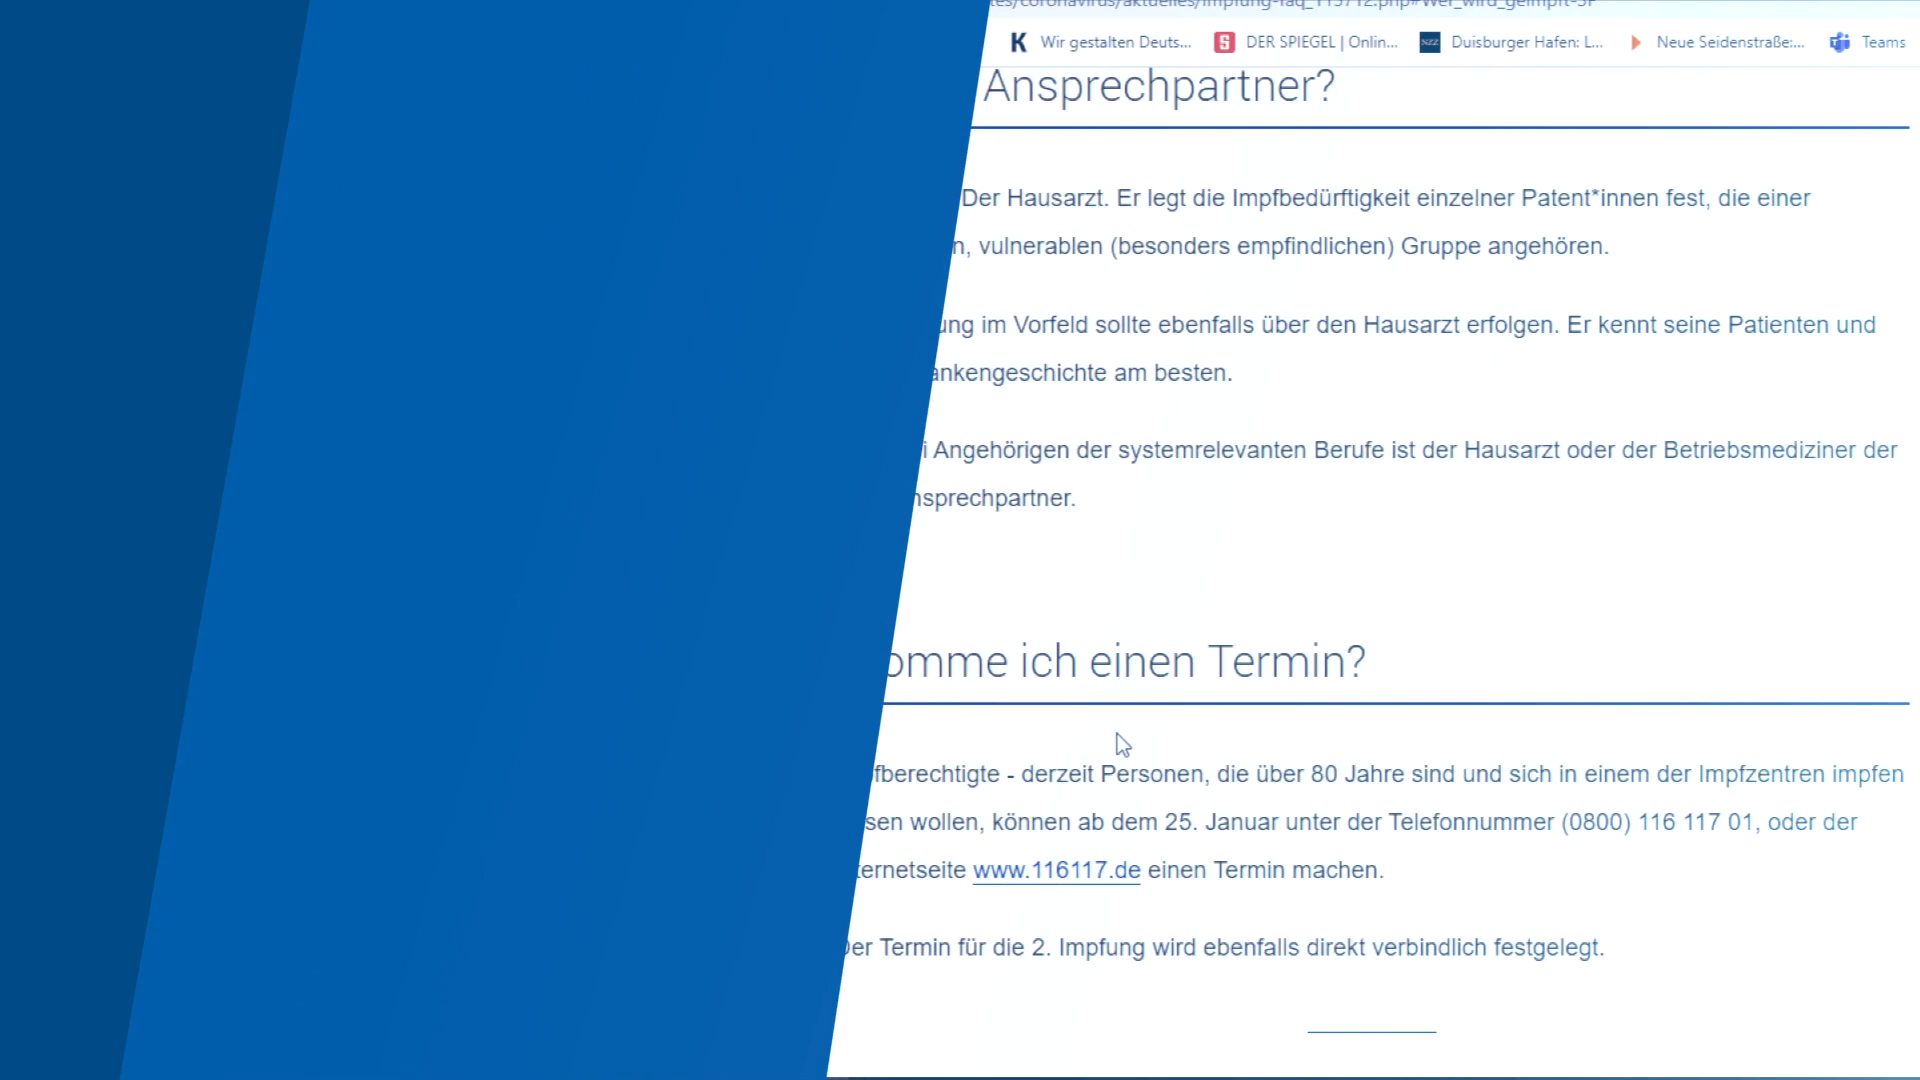 Wir gestalten Deuts... DER SPIEGEL | Onlin... Duisburger Hafen: L... Neue Seidenstraße:... Teams
Ansprechpartner?
Der Hausarzt. Er legt die Impfbedürftigkeit einzelner Patent*innen fest, die einer
vulnerablen (besonders empfindlichen) Gruppe angehören.
im Vorfeld sollte ebenfalls über den Hausarzt erfolgen. Er kennt seine Patienten und
ankengeschichte am besten.
i Angehörigen der systemrelevanten Berufe ist der Hausarzt oder der Betriebsmediziner der
nsprechpartner.
omme ich einen Termin?
fberechtigte - derzeit Personen, die über 80 Jahre sind und sich in einem der Impfzentren impfen
sen wollen, können ab dem 25. Januar unter der Telefonnummer (0800) 116 117 01, oder der
ternetseite www.116117.de einen Termin machen.
Der Termin für die 2. Impfung wird ebenfalls direkt verbindlich festgelegt.